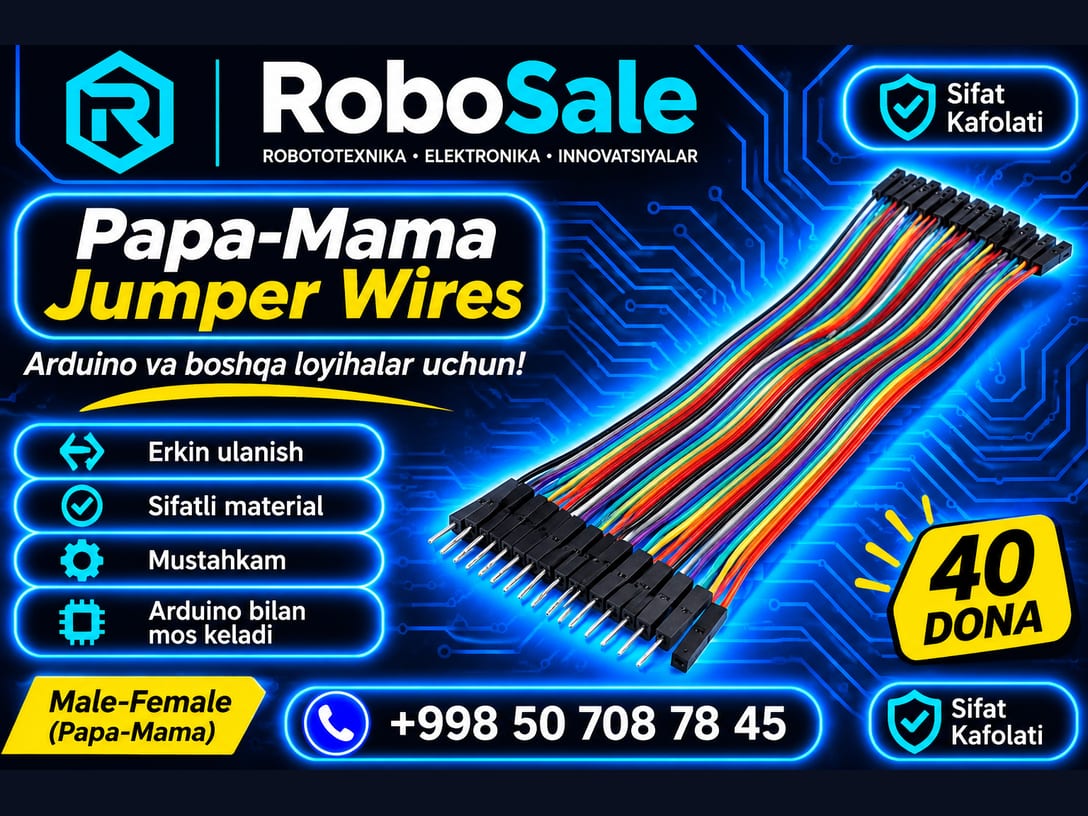 RoboSale
ROBOTOTEXNIKA • ELEKTRONIKA • INNOVATSIYALAR
Sifat
Kafolati
Papa-Mama
Jumper Wires
Arduino va boshqa loyihalar uchun!
Erkin ulanish
Sifatli material
Mustahkam
Arduino bilan
mos keladi
40
DONA
Male-Female
(Papa-Mama)
+998 50 708 78 45
Sifat
Kafolati